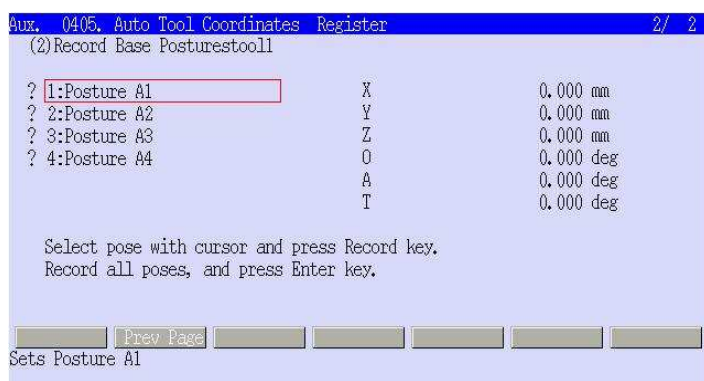 Aux. 0405. Auto Tool Coordinates Register 2/ 2
(2)Record Base Posturestool1
? 1:Posture A1 X 0.000 mm
? 2:Posture A2 Y 0.000 mm
? 3:Posture A3 Z 0.000 mm
? 4:Posture A4 O 0.000 deg
A 0.000 deg
T 0.000 deg
Select pose with cursor and press Record key.
Record all poses, and press Enter key.
Prev Page
Sets Posture A1